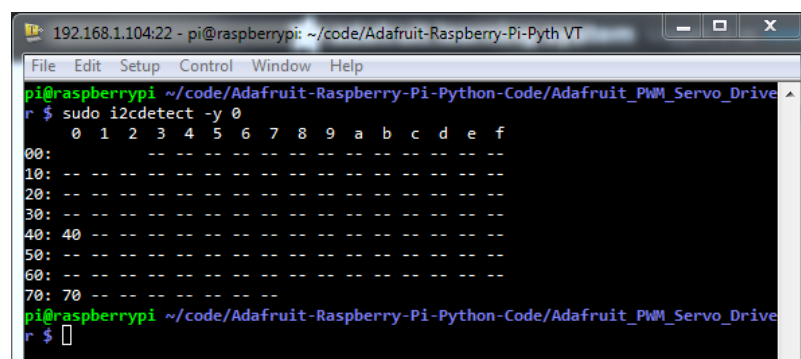 192.168.1.104:22 - pi@raspberrypi: ~/code/Adafruit-Raspberry-Pi-Pyth VT
File Edit Setup Control Window Help
pi@raspberrypi ~/code/Adafruit-Raspberry-Pi-Python-Code/Adafruit_PWM_Servo_Drive
r $ sudo i2cdetect -y 0
     0  1  2  3  4  5  6  7  8  9  a  b  c  d  e  f
00:          -- -- -- -- -- -- -- -- -- -- -- -- --
10: -- -- -- -- -- -- -- -- -- -- -- -- -- -- -- --
20: -- -- -- -- -- -- -- -- -- -- -- -- -- -- -- --
30: -- -- -- -- -- -- -- -- -- -- -- -- -- -- -- --
40: 40 -- -- -- -- -- -- -- -- -- -- -- -- -- -- --
50: -- -- -- -- -- -- -- -- -- -- -- -- -- -- -- --
60: -- -- -- -- -- -- -- -- -- -- -- -- -- -- -- --
70: 70 -- -- -- -- -- -- --
pi@raspberrypi ~/code/Adafruit-Raspberry-Pi-Python-Code/Adafruit_PWM_Servo_Drive
r $